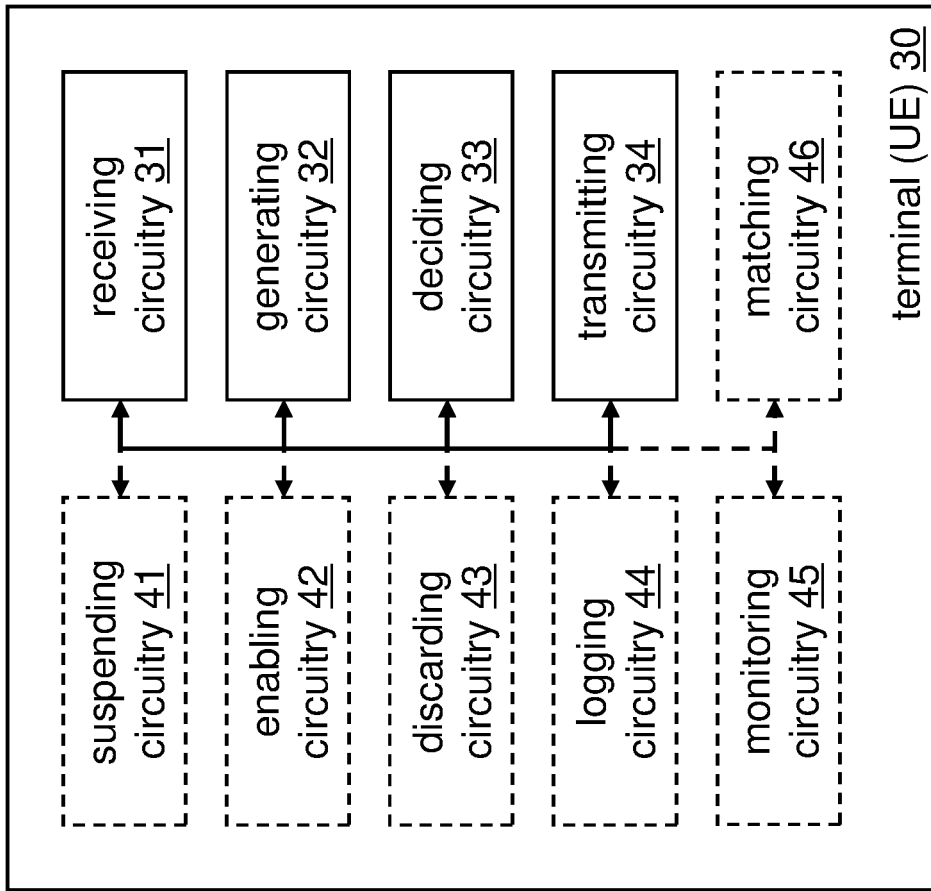 suspending
circuitry 41
enabling
circuitry 42
discarding
circuitry 43
logging
circuitry 44
monitoring
circuitry 45
receiving
circuitry 31
generating
circuitry 32
deciding
circuitry 33
transmitting
circuitry 34
matching
circuitry 46
terminal (UE) 30